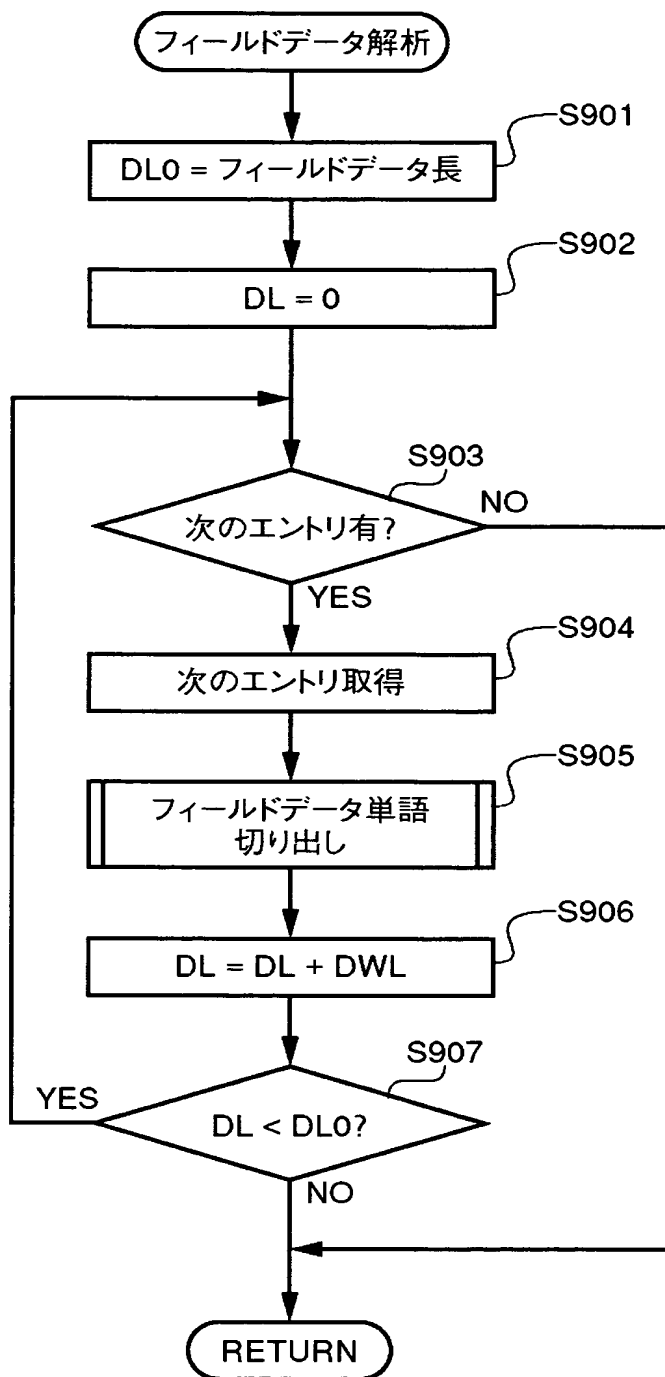 フィールドデータ解析
S901
DL0 = フィールドデータ長
S902
DL = 0
S903
次のエントリ有?
NO
YES
S904
次のエントリ取得
S905
フィールドデータ単語
切り出し
S906
DL = DL + DWL
S907
YES
DL < DL0?
NO
RETURN